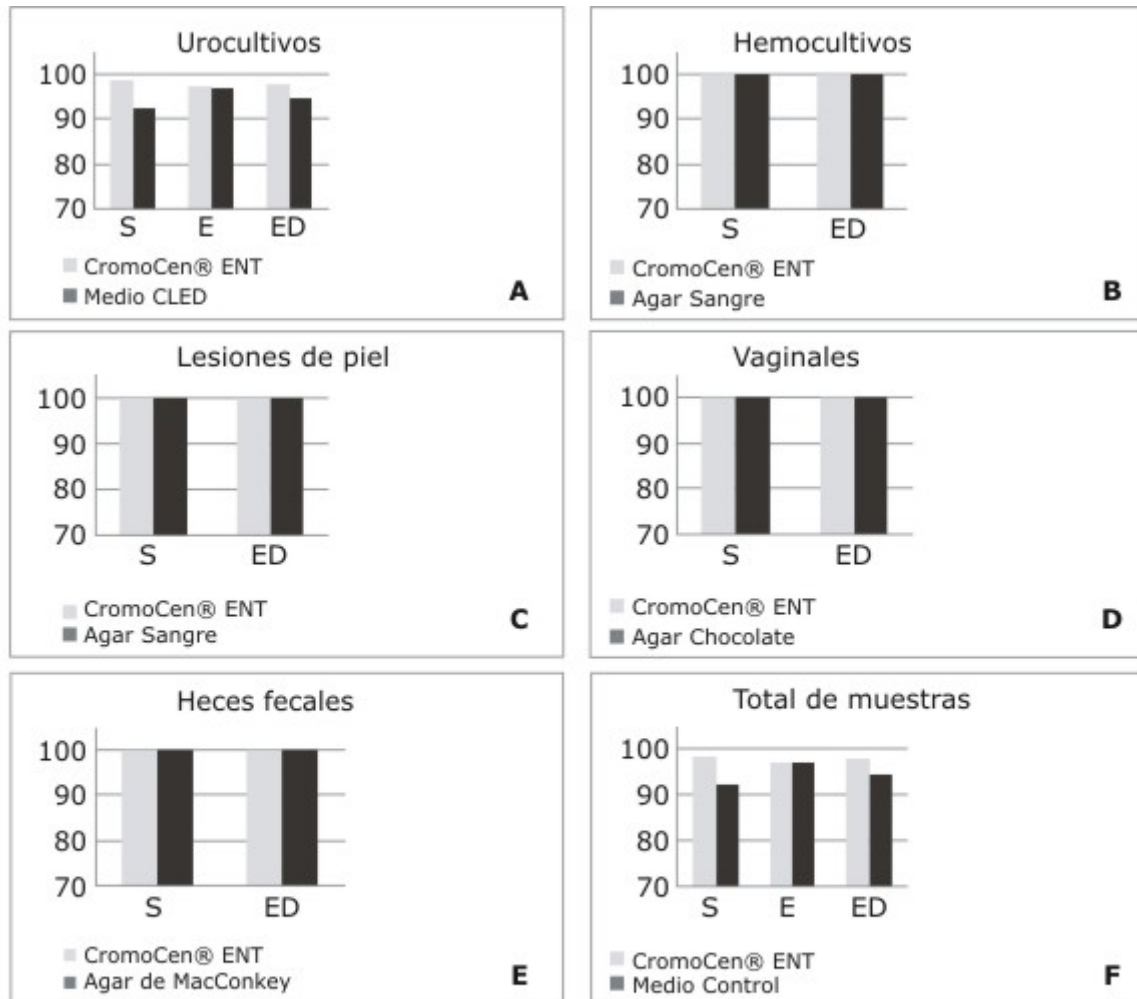 Urocultivos
100
90
80
70
S E ED
CromoCen® ENT
Medio CLED
A
Hemocultivos
100
90
80
70
S ED
CromoCen® ENT
Agar Sangre
B
Lesiones de piel
100
90
80
70
S ED
CromoCen® ENT
Agar Sangre
C
Vaginales
100
90
80
70
S ED
CromoCen® ENT
Agar Chocolate
D
Heces fecales
100
90
80
70
S ED
CromoCen® ENT
Agar de MacConkey
E
Total de muestras
100
90
80
70
S E ED
CromoCen® ENT
Medio Control
F